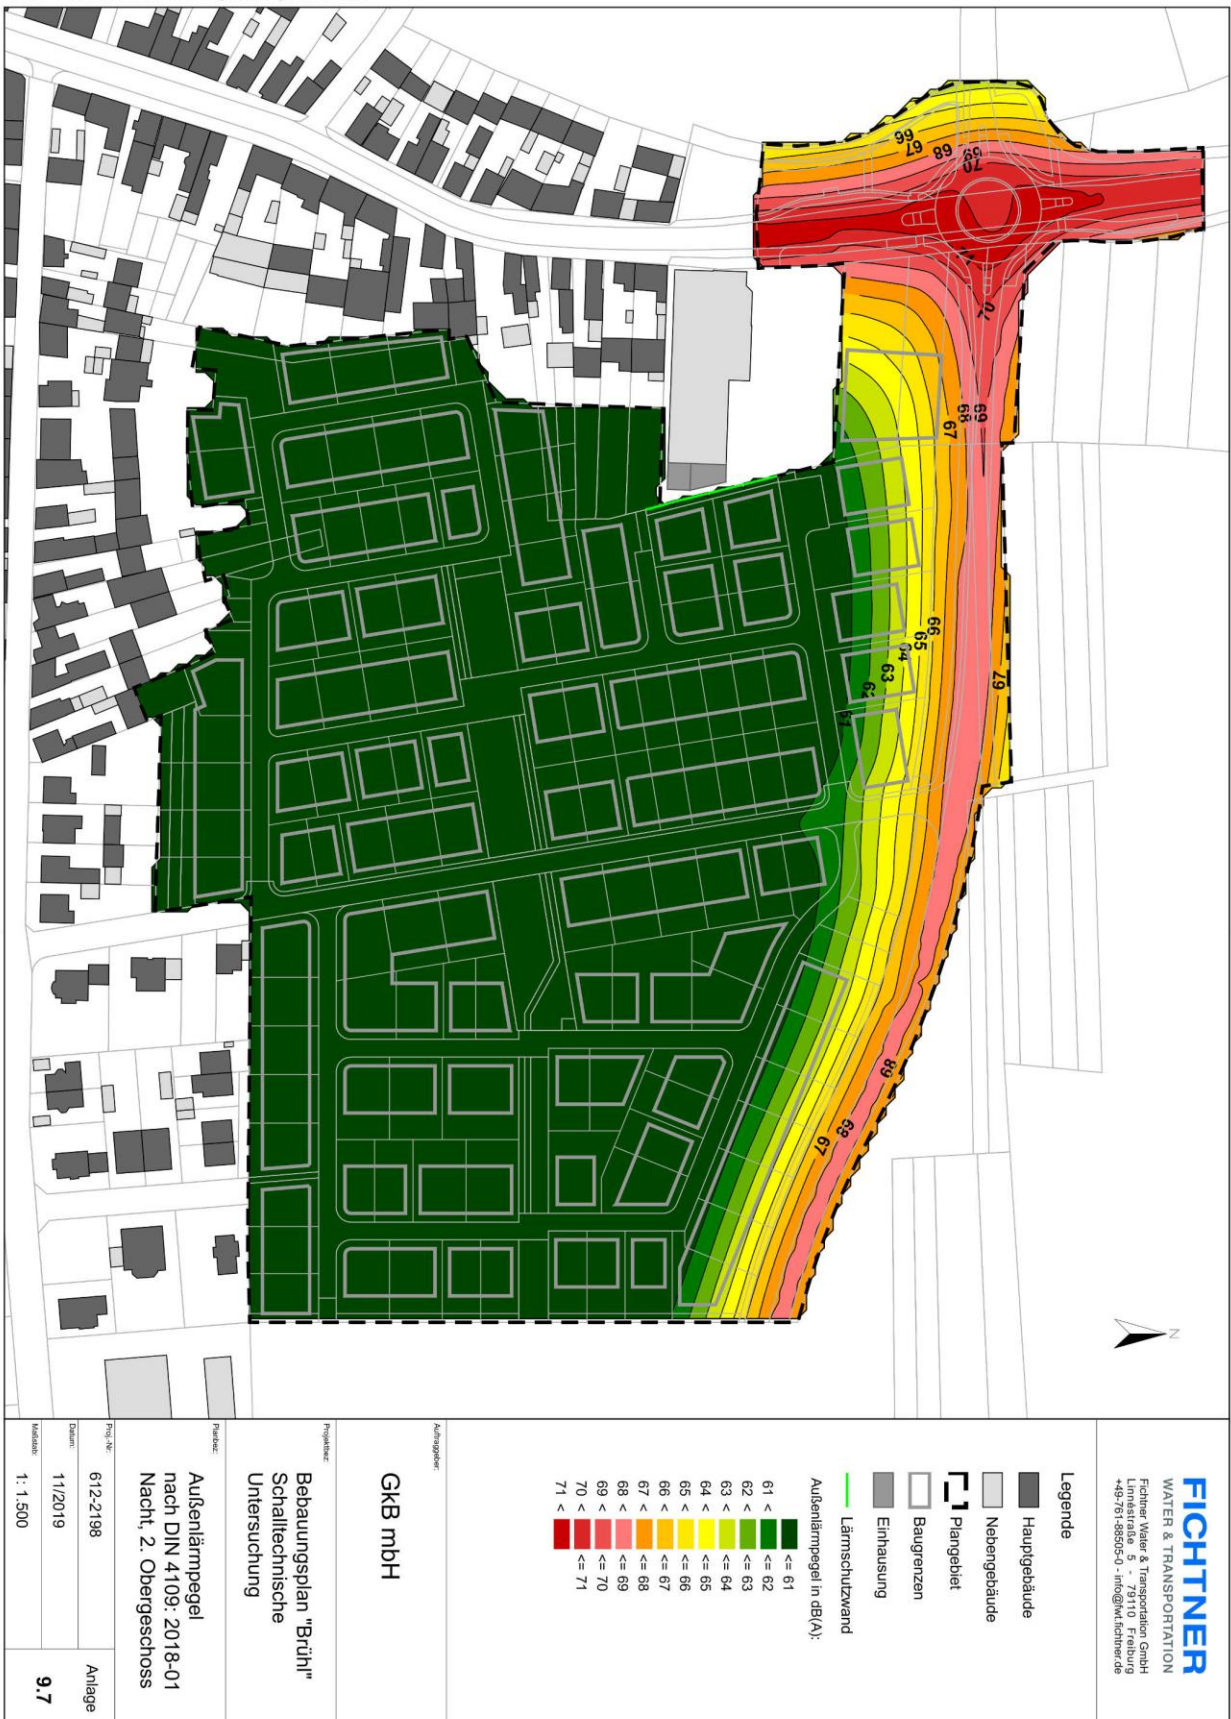 FICHTNER
WATER & TRANSPORTATION
Fichtner Water & Transportation GmbH
Linnéstraße 5 - 79110 Freiburg
+49-761-88505-0 - info@fwt.fichtner.de
Legende
Hauptgebäude
Nebengebäude
Plangebiet
Baugrenzen
Einhausung
Lärmschutzwand
Außenlärmpegel in dB(A):
<= 61
61 < <= 62
62 < <= 63
63 < <= 64
64 < <= 65
65 < <= 66
66 < <= 67
67 < <= 68
68 < <= 69
69 < <= 70
70 < <= 71
71 <
Auftraggeber:
GkB mbH
Projektbez:
Bebauungsplan "Brühl"
Schalltechnische
Untersuchung
Planbez:
Außenlärmpegel
nach DIN 4109: 2018-01
Nacht, 2. Obergeschoss
Proj.-Nr:
612-2198
Datum:
11/2019
Maßstab:
1: 1.500
Anlage
9.7
N
66
67
68
69
70
70
69
68
67
66
65
64
63
62
61
67
68
68
67